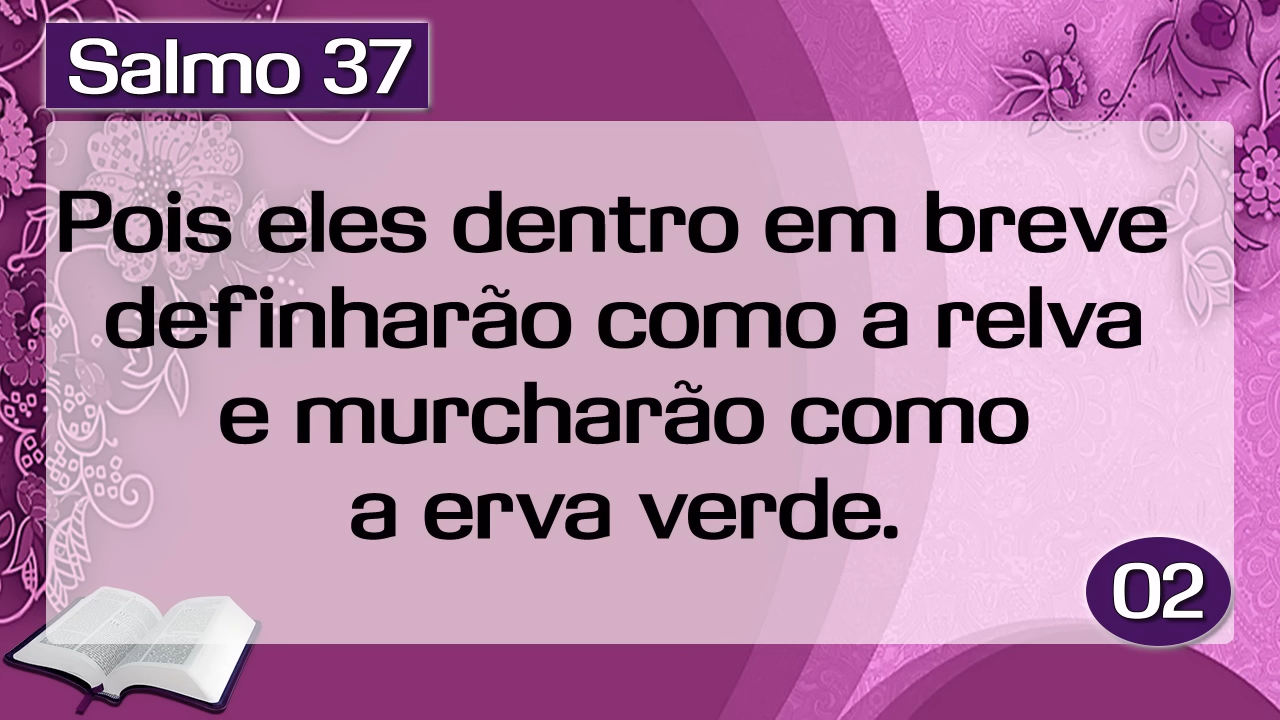 Salmo 37
Pois eles dentro em breve
definharão como a relva
e murcharão como
a erva verde.
02